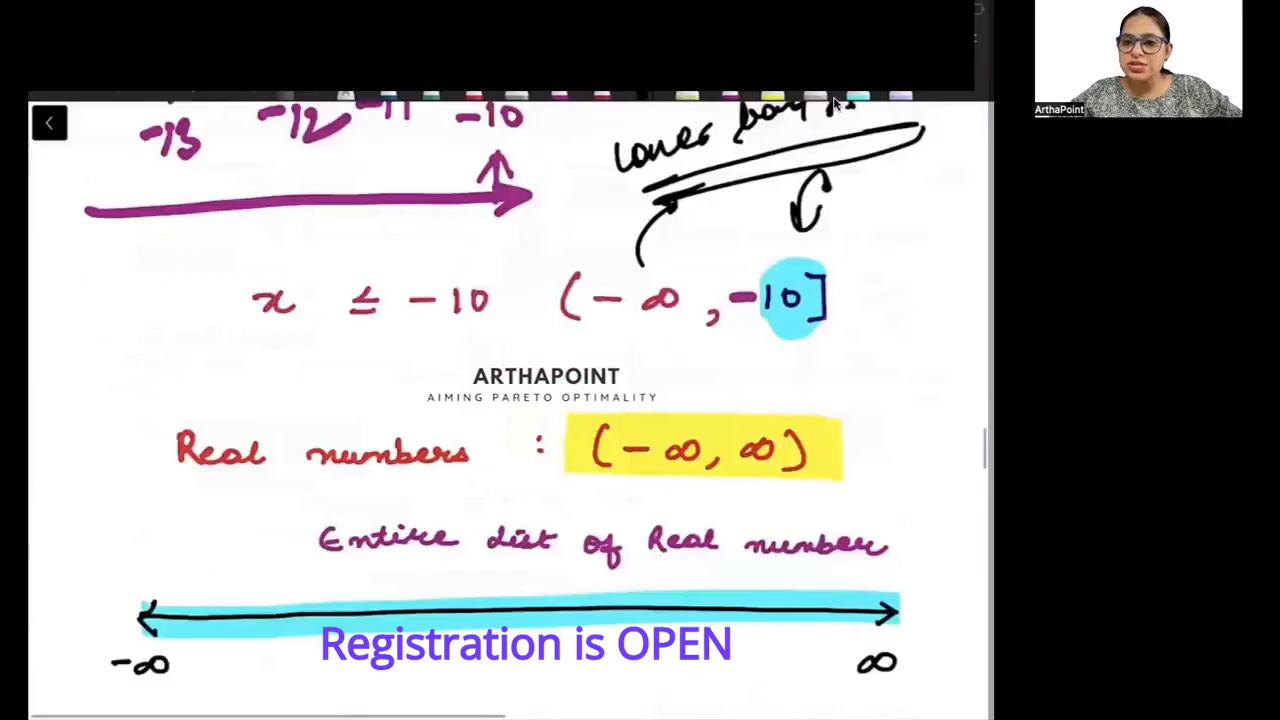 -13 -12 -11 -10
Lower
x ≤ -10 (-∞, -10]
ARTHAPOINT
AIMING PARETO OPTIMALITY
Real numbers : (-∞, ∞)
Entire dist of Real number
Registration is OPEN
-∞ ∞
ArthaPoint